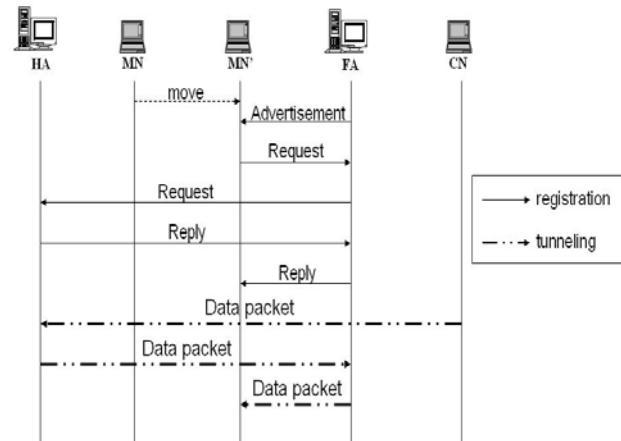 HA MN MN' FA CN
move
Advertisement
Request
Request
Reply
Reply
Data packet
Data packet
Data packet
registration
tunneling